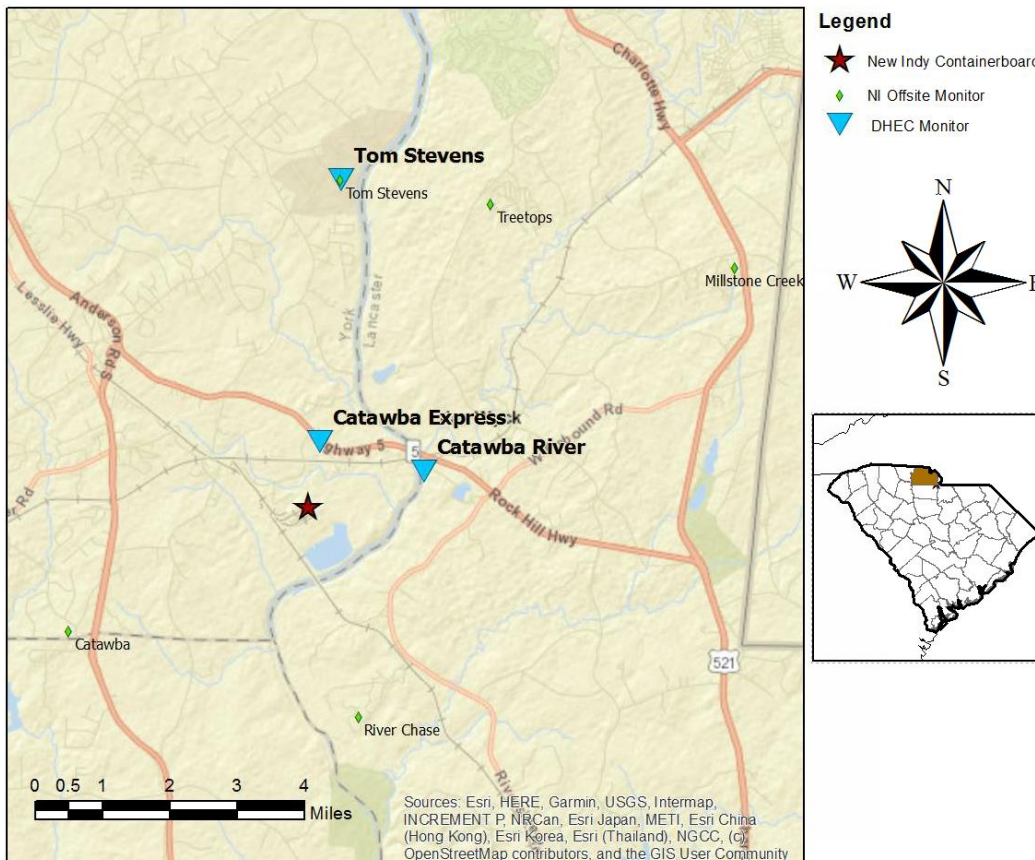 Legend
New Indy Containerboard
NI Offsite Monitor
DHEC Monitor
N
W
E
S
Charlotte Hwy
Tom Stevens
Tom Stevens
Treetops
Millstone Creek
York
Lancaster
Lesslie Hwy
Anderson Rd S
Catawba Express
Highway 5
5
Catawba River
Rock Hill Hwy
Catawba
521
River Chase
0 0.5 1 2 3 4
Miles
Sources: Esri, HERE, Garmin, USGS, Intermap,
INCREMENT P, NRCan, Esri Japan, METI, Esri China
(Hong Kong), Esri Korea, Esri (Thailand), NGCC, (c)
OpenStreetMap contributors, and the GIS User Community